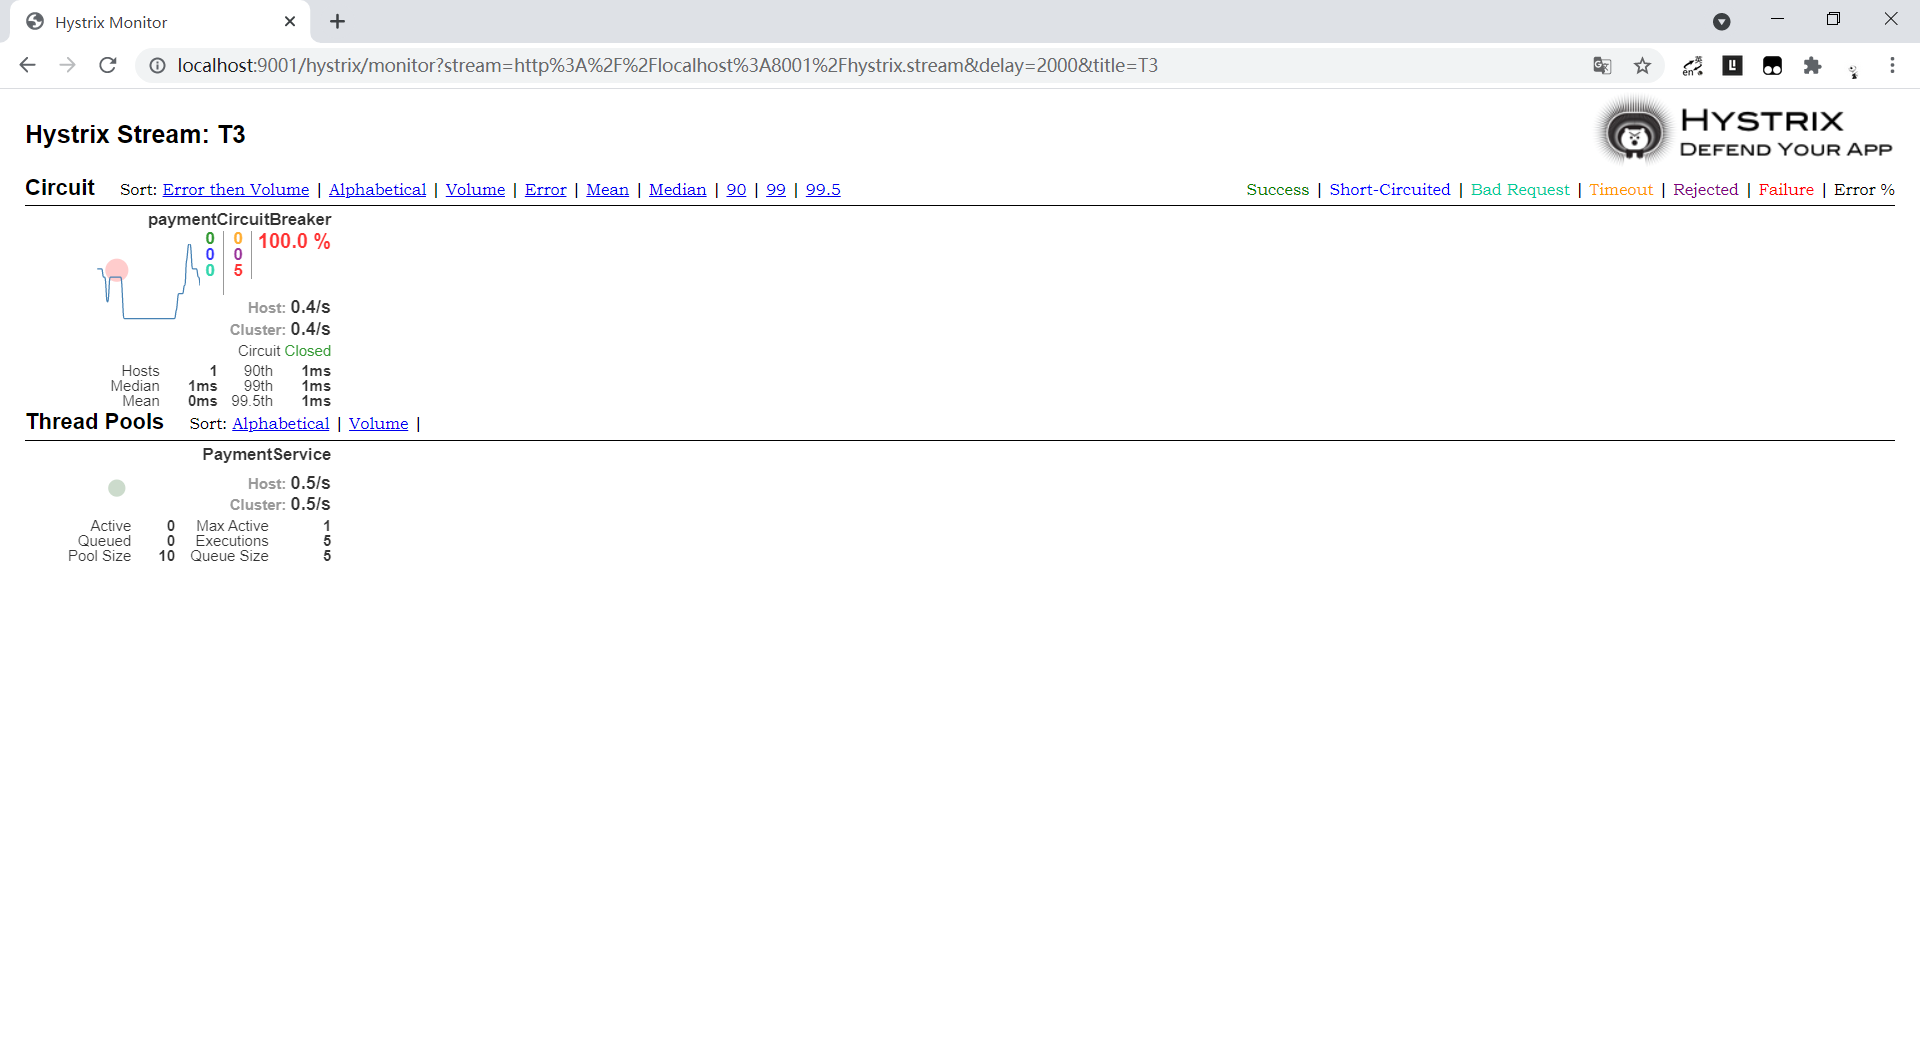 Hystrix Monitor
localhost:9001/hystrix/monitor?stream=http%3A%2F%2Flocalhost%3A8001%2Fhystrix.stream&delay=2000&title=T3
Hystrix Stream: T3
HYSTRIX
DEFEND YOUR APP
Circuit Sort: Error then Volume | Alphabetical | Volume | Error | Mean | Median | 90 | 99 | 99.5
Success | Short-Circuited | Bad Request | Timeout | Rejected | Failure | Error %
paymentCircuitBreaker
0 0 100.0 %
0 0
0 5
Host: 0.4/s
Cluster: 0.4/s
Circuit Closed
Hosts 1 90th 1ms
Median 1ms 99th 1ms
Mean 0ms 99.5th 1ms
Thread Pools Sort: Alphabetical | Volume |
PaymentService
Host: 0.5/s
Cluster: 0.5/s
Active 0 Max Active 1
Queued 0 Executions 5
Pool Size 10 Queue Size 5